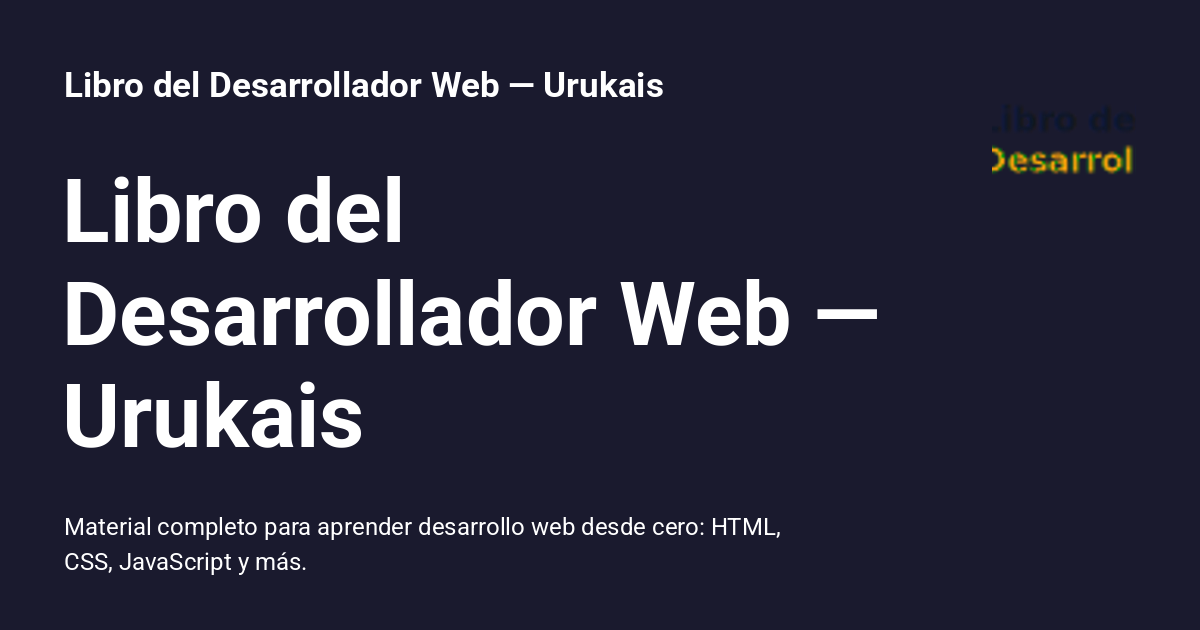 Libro del Desarrollador Web — Urukais
Libro de
Desarrol
Libro del
Desarrollador Web —
Urukais
Material completo para aprender desarrollo web desde cero: HTML,
CSS, JavaScript y más.